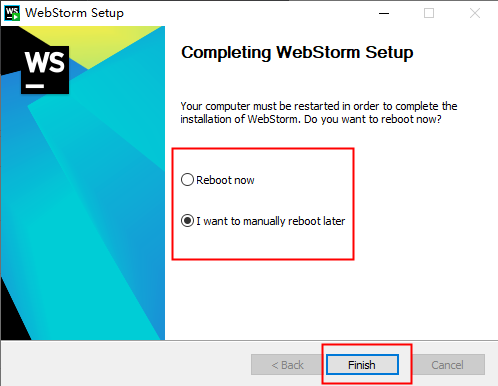 WS WebStorm Setup
WS
Completing WebStorm Setup
Your computer must be restarted in order to complete the
installation of WebStorm. Do you want to reboot now?
Reboot now
I want to manually reboot later
< Back Finish Cancel